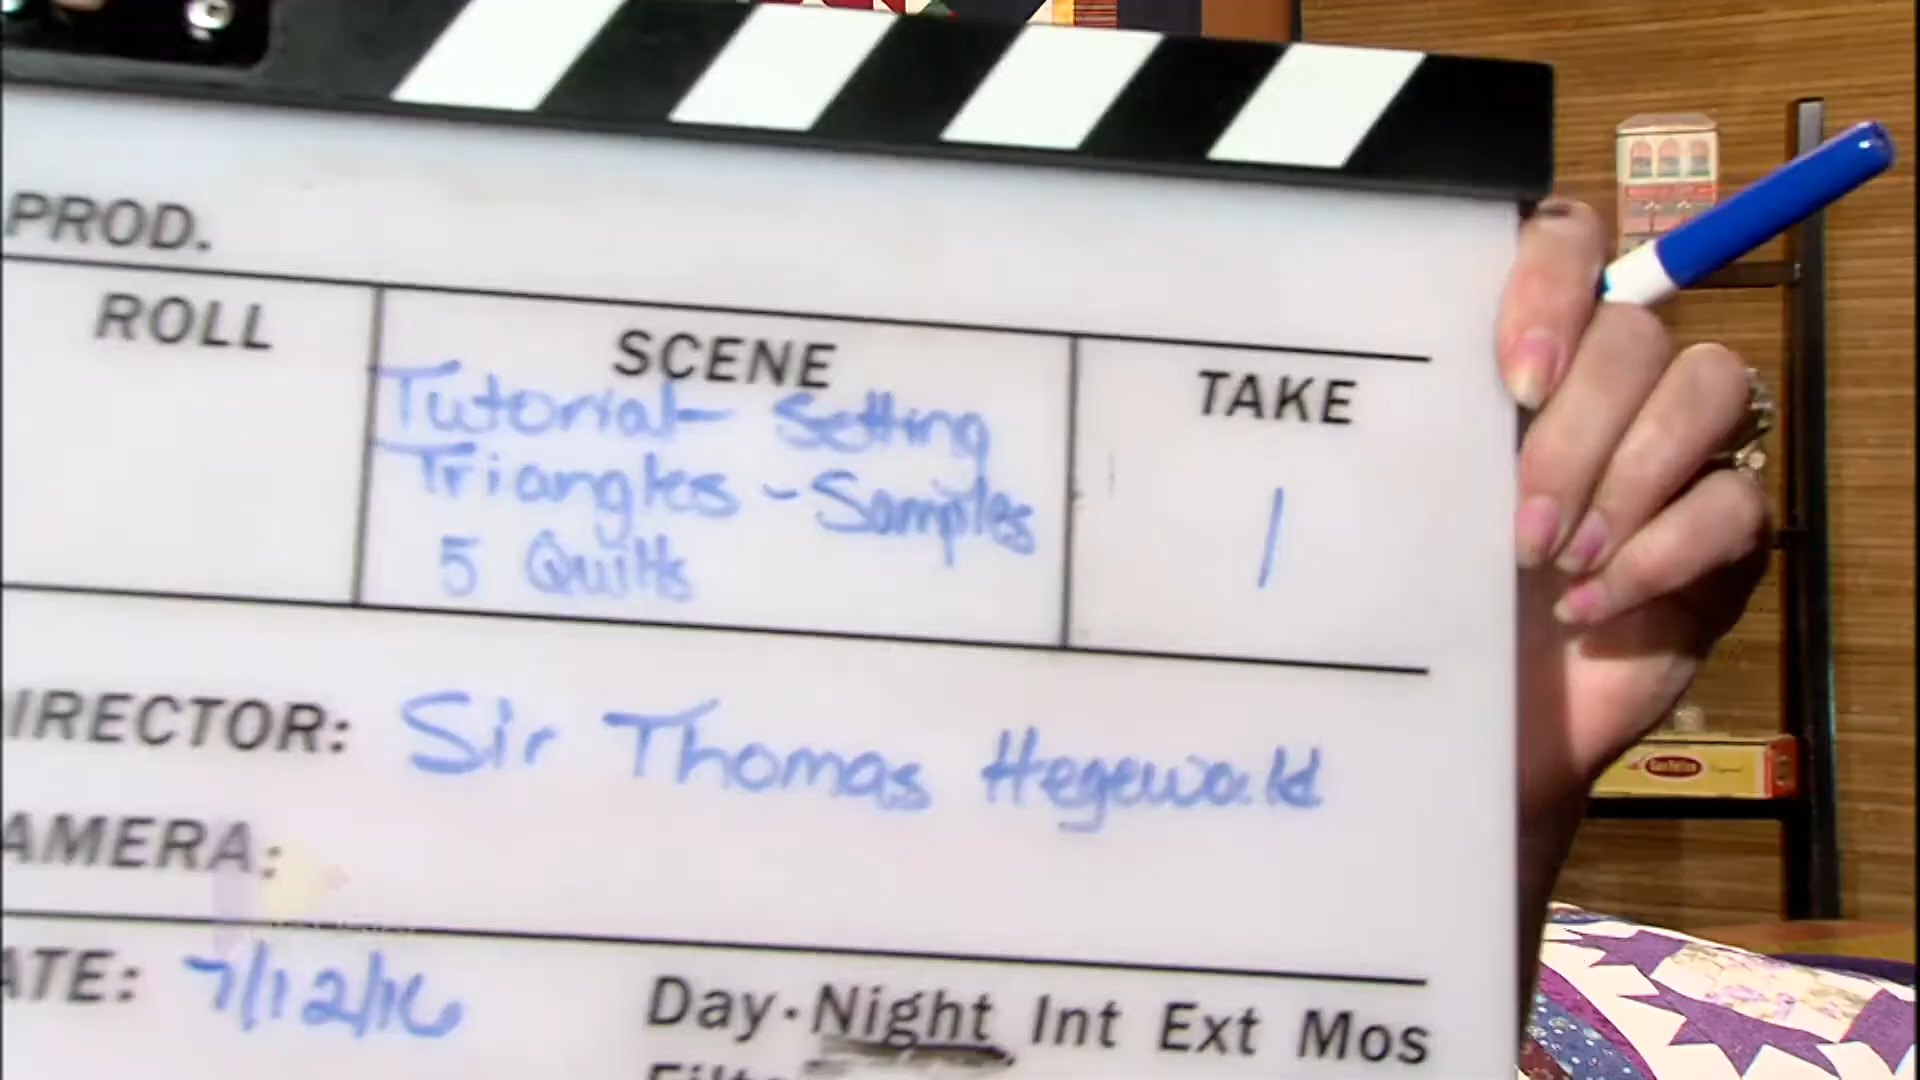 PROD.
ROLL
SCENE
TAKE
Tutorial- Setting
Triangles - Samples
5 Quilts
1
IRECTOR: Sir Thomas Hegewald
AMERA:
ATE: 7/12/16
Day · Night Int Ext Mos